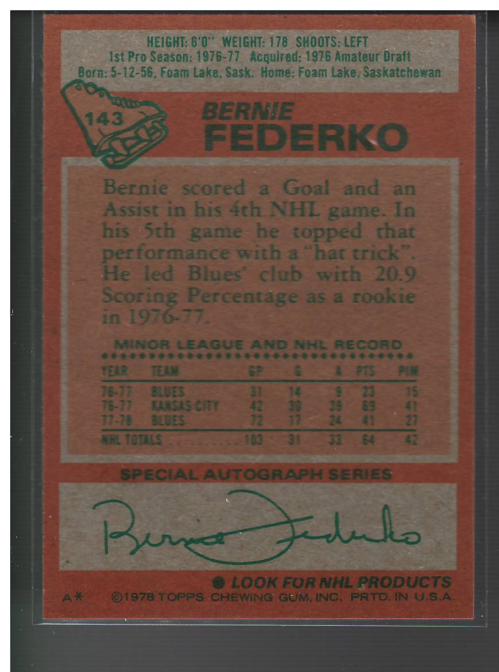 HEIGHT: 6'0" WEIGHT: 178 SHOOTS: LEFT
1st Pro Season: 1976-77 Acquired: 1976 Amateur Draft
Born: 5-12-56, Foam Lake, Sask. Home: Foam Lake, Saskatchewan
143
BERNIE
FEDERKO
Bernie scored a Goal and an
Assist in his 4th NHL game. In
his 5th game he topped that
performance with a "hat trick".
He led Blues' club with 20.9
Scoring Percentage as a rookie
in 1976-77.
MINOR LEAGUE AND NHL RECORD
YEAR TEAM GP G A PTS PIM
76-77 BLUES 31 14 9 23 15
76-77 KANSAS CITY 42 30 39 69 41
77-78 BLUES 72 17 24 41 27
NHL TOTALS .......... 103 31 33 64 42
SPECIAL AUTOGRAPH SERIES
Bernie Federko
● LOOK FOR NHL PRODUCTS
A* ©1978 TOPPS CHEWING GUM, INC. PRTD. IN U.S.A.